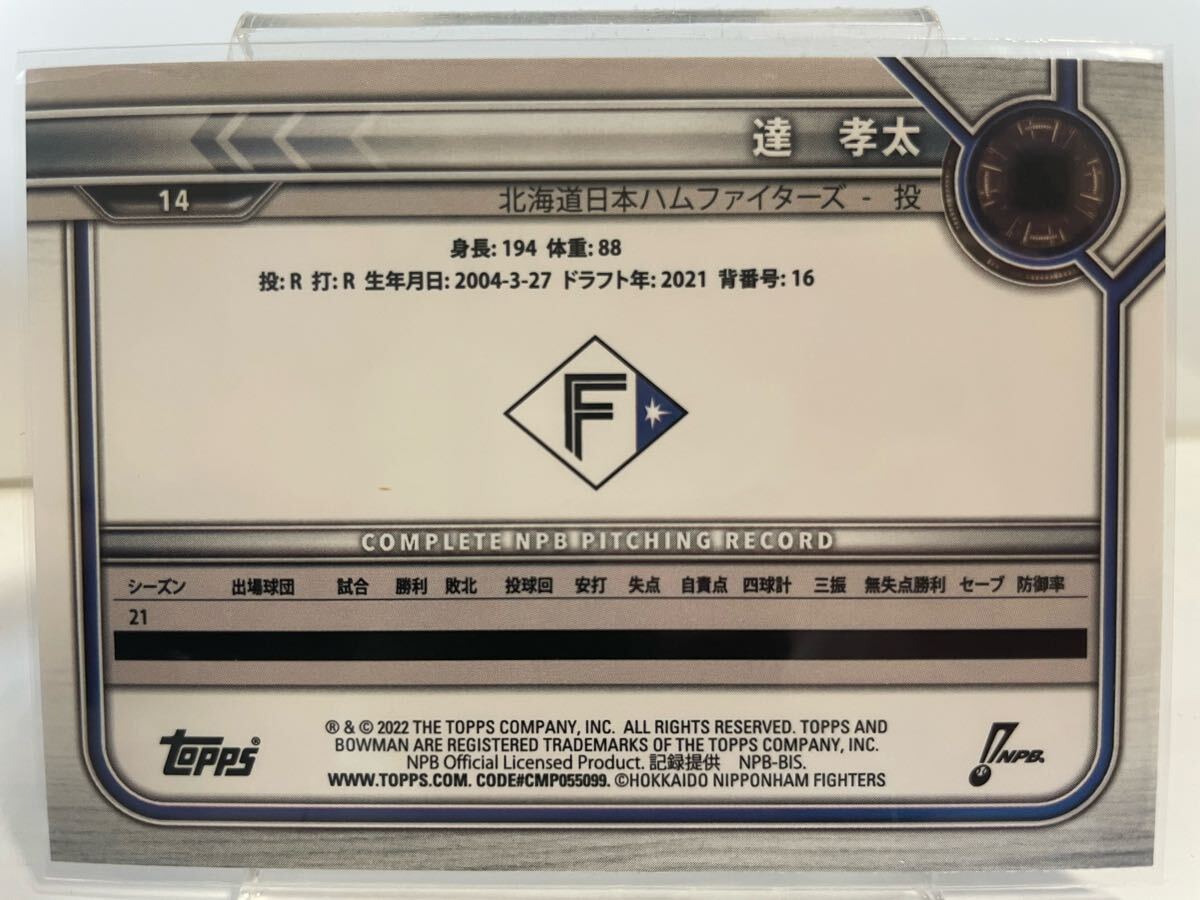 達 孝太
14
北海道日本ハムファイターズ - 投
身長: 194 体重: 88
投: R 打: R 生年月日: 2004-3-27 ドラフト年: 2021 背番号: 16
F
COMPLETE NPB PITCHING RECORD
シーズン 出場球団 試合 勝利 敗北 投球回 安打 失点 自責点 四球計 三振 無失点勝利 セーブ 防御率
21
® & © 2022 THE TOPPS COMPANY, INC. ALL RIGHTS RESERVED. TOPPS AND
BOWMAN ARE REGISTERED TRADEMARKS OF THE TOPPS COMPANY, INC.
NPB Official Licensed Product. 記録提供 NPB-BIS.
WWW.TOPPS.COM. CODE#CMP055099. ©HOKKAIDO NIPPONHAM FIGHTERS
TOPPS®
NPB.